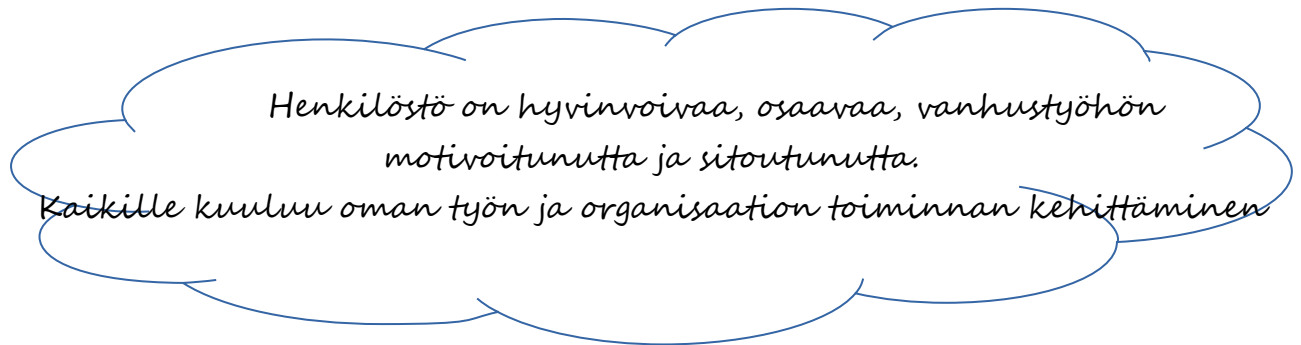 Henkilöstö on hyvinvoivaa, osaavaa, vanhustyöhön
motivoitunutta ja sitoutunutta.
Kaikille kuuluu oman työn ja organisaation toiminnan kehittäminen